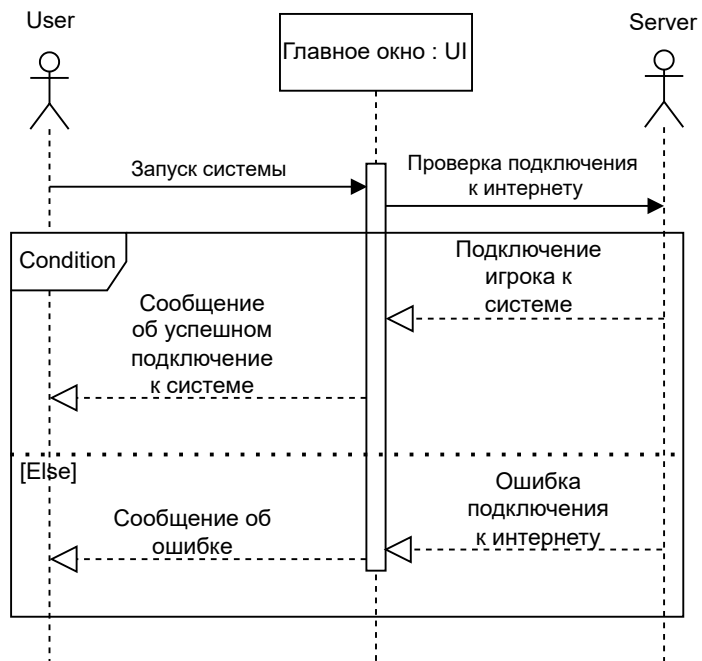 User
Главное окно : UI
Server
Запуск системы
Проверка подключения
к интернету
Condition
Подключение
игрока к
системе
Сообщение
об успешном
подключение
к системе
[Else]
Ошибка
подключения
к интернету
Сообщение об
ошибке